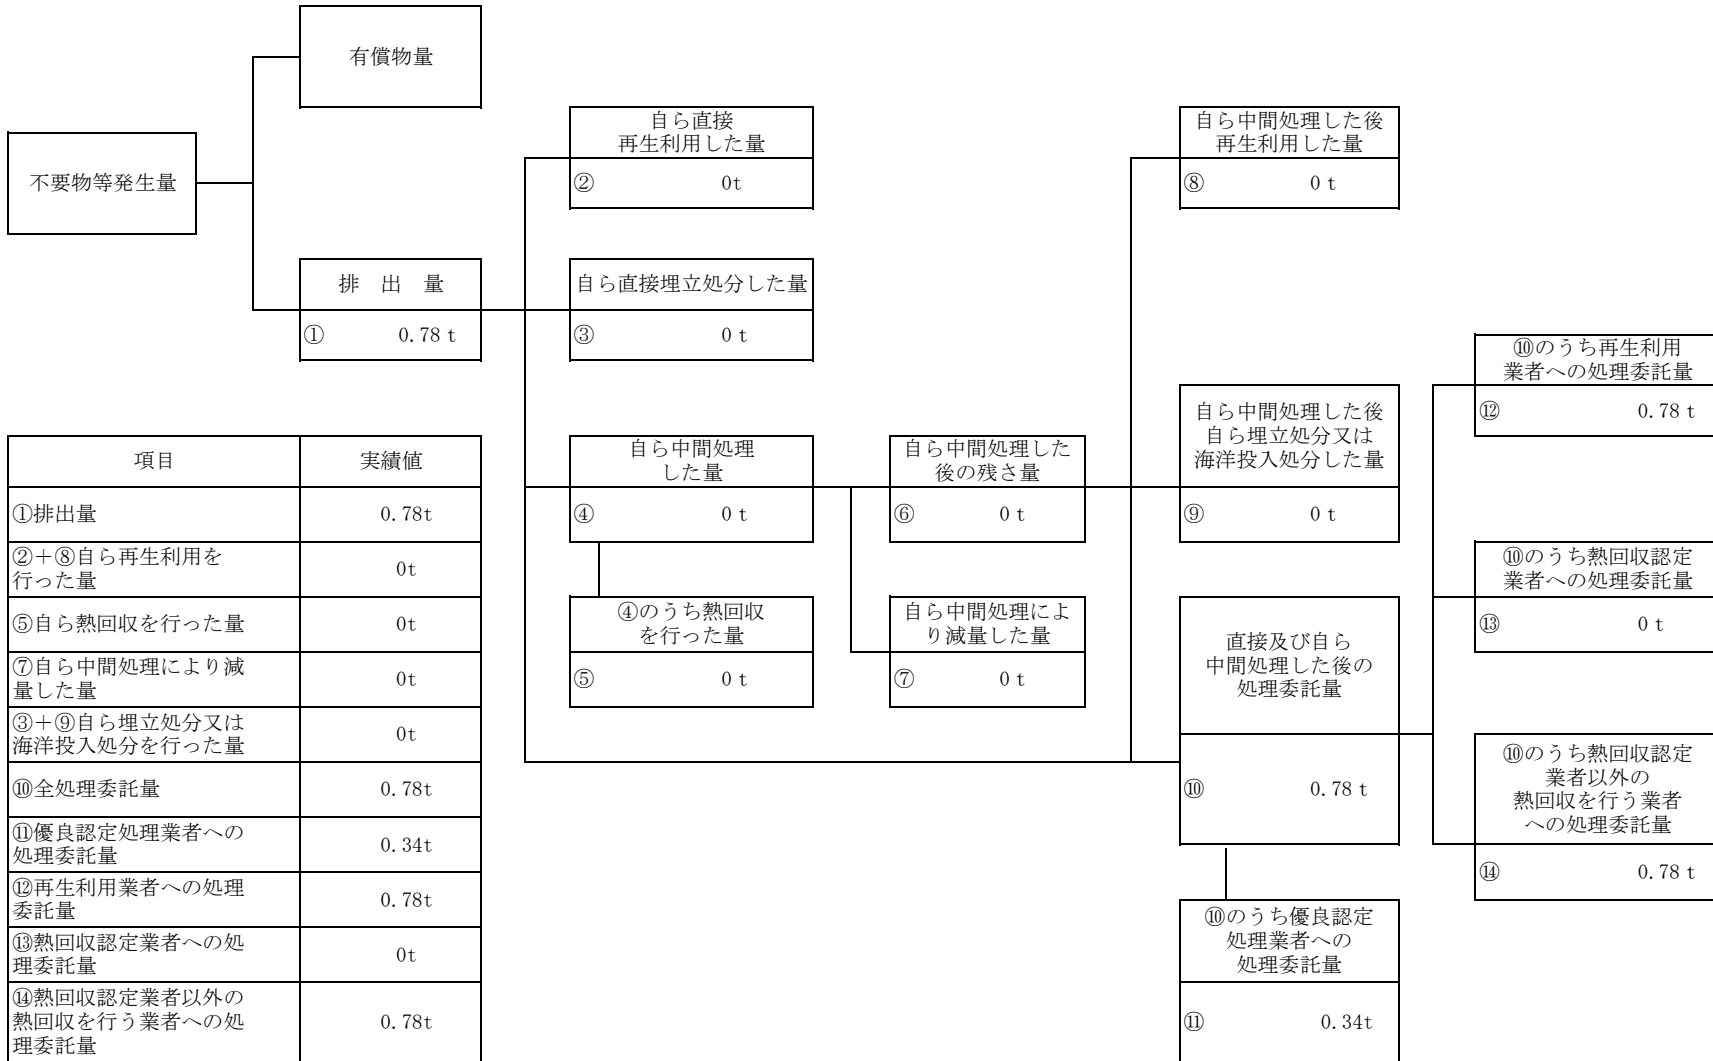 有償物量
不要物等発生量
排　出　量
①　0.78 t
自ら直接
再生利用した量
②　0t
自ら直接埋立処分した量
③　0 t
自ら中間処理
した量
④　0 t
④のうち熱回収
を行った量
⑤　0 t
自ら中間処理した
後の残さ量
⑥　0 t
自ら中間処理によ
り減量した量
⑦　0 t
自ら中間処理した後
再生利用した量
⑧　0 t
自ら中間処理した後
自ら埋立処分又は
海洋投入処分した量
⑨　0 t
直接及び自ら
中間処理した後の
処理委託量
⑩　0.78 t
⑩のうち優良認定
処理業者への
処理委託量
⑪　0.34t
⑩のうち再生利用
業者への処理委託量
⑫　0.78 t
⑩のうち熱回収認定
業者への処理委託量
⑬　0 t
⑩のうち熱回収認定
業者以外の
熱回収を行う業者
への処理委託量
⑭　0.78 t
項目　実績値
①排出量　0.78t
②＋⑧自ら再生利用を
行った量　0t
⑤自ら熱回収を行った量　0t
⑦自ら中間処理により減
量した量　0t
③＋⑨自ら埋立処分又は
海洋投入処分を行った量　0t
⑩全処理委託量　0.78t
⑪優良認定処理業者への
処理委託量　0.34t
⑫再生利用業者への処理
委託量　0.78t
⑬熱回収認定業者への処
理委託量　0t
⑭熱回収認定業者以外の
熱回収を行う業者への処
理委託量　0.78t